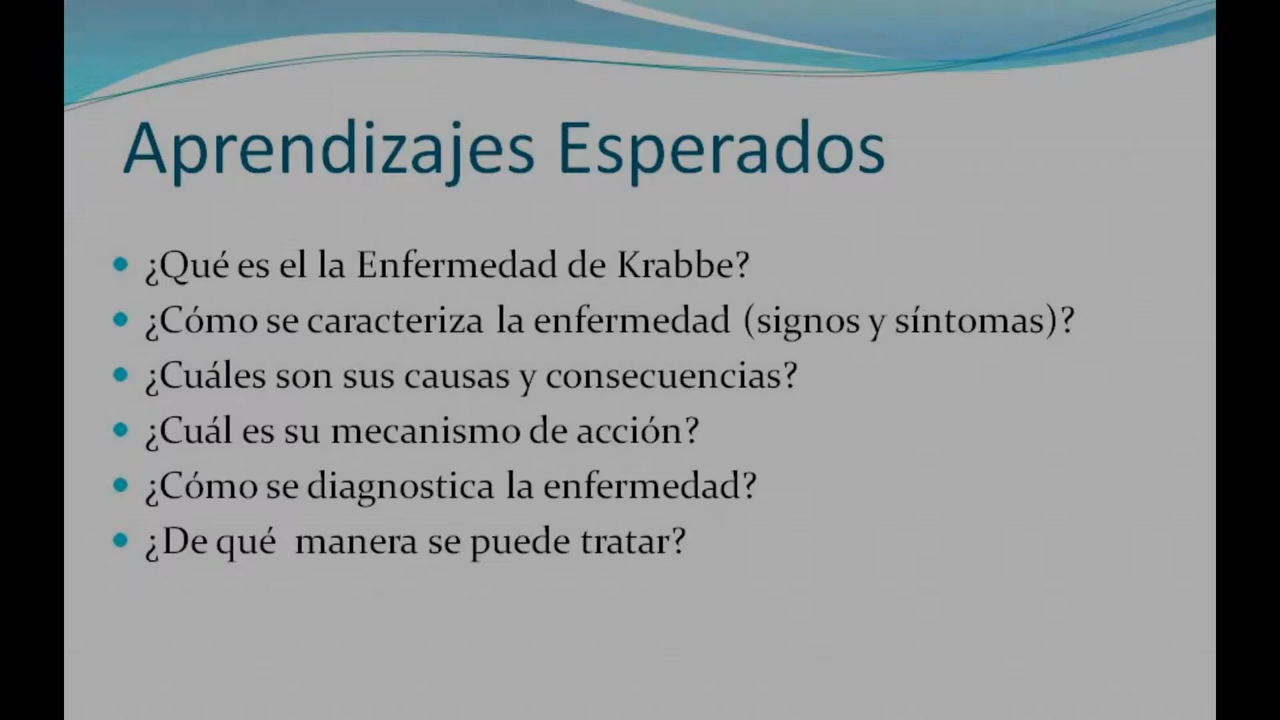 Aprendizajes Esperados
¿Qué es el la Enfermedad de Krabbe?
¿Cómo se caracteriza la enfermedad (signos y síntomas)?
¿Cuáles son sus causas y consecuencias?
¿Cuál es su mecanismo de acción?
¿Cómo se diagnostica la enfermedad?
¿De qué manera se puede tratar?